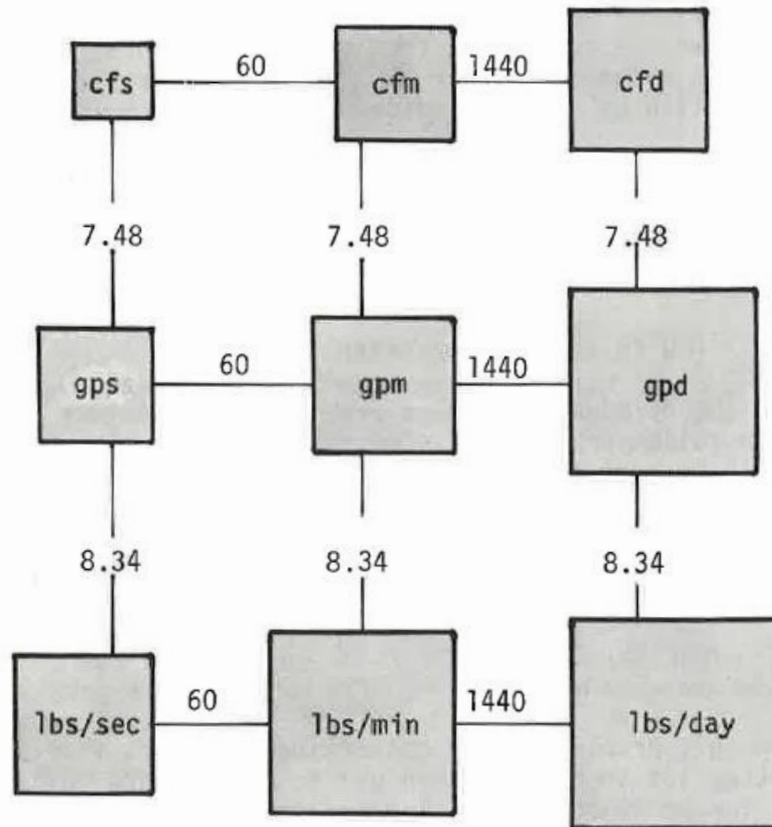 cfs 60 cfm 1440 cfd
7.48 7.48 7.48
gps 60 gpm 1440 gpd
8.34 8.34 8.34
lbs/sec 60 lbs/min 1440 lbs/day